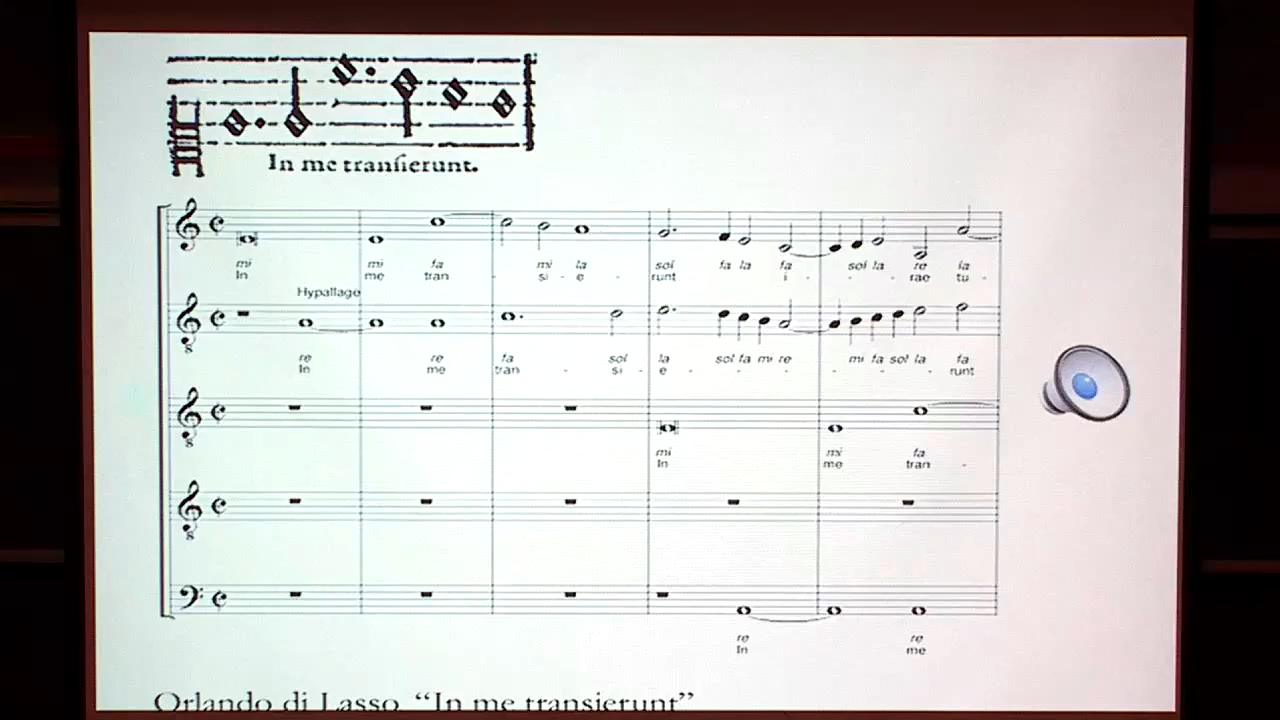 In me transierunt.
mi mi fa mi la sol fa la fa sol la re la
In me tran - si - e - runt i - - - - rae tu -
Hypallage
re re fa sol la sol fa mi re mi fa sol la fa
In me tran - si - e - - - - - - - runt
mi mi fa
In me tran -
re re
In me
Orlando di Lasso “In me transierunt”